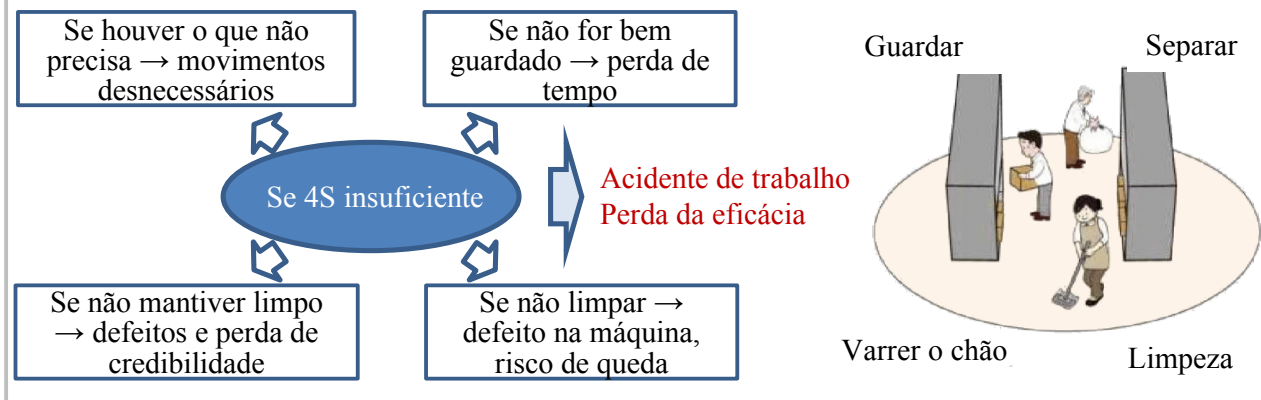 Se houver o que não
precisa → movimentos
desnecessários
Se não for bem
guardado → perda de
tempo
Se 4S insuficiente
Acidente de trabalho
Perda da eficácia
Se não mantiver limpo
→ defeitos e perda de
credibilidade
Se não limpar →
defeito na máquina,
risco de queda
Guardar
Separar
Varrer o chão
Limpeza